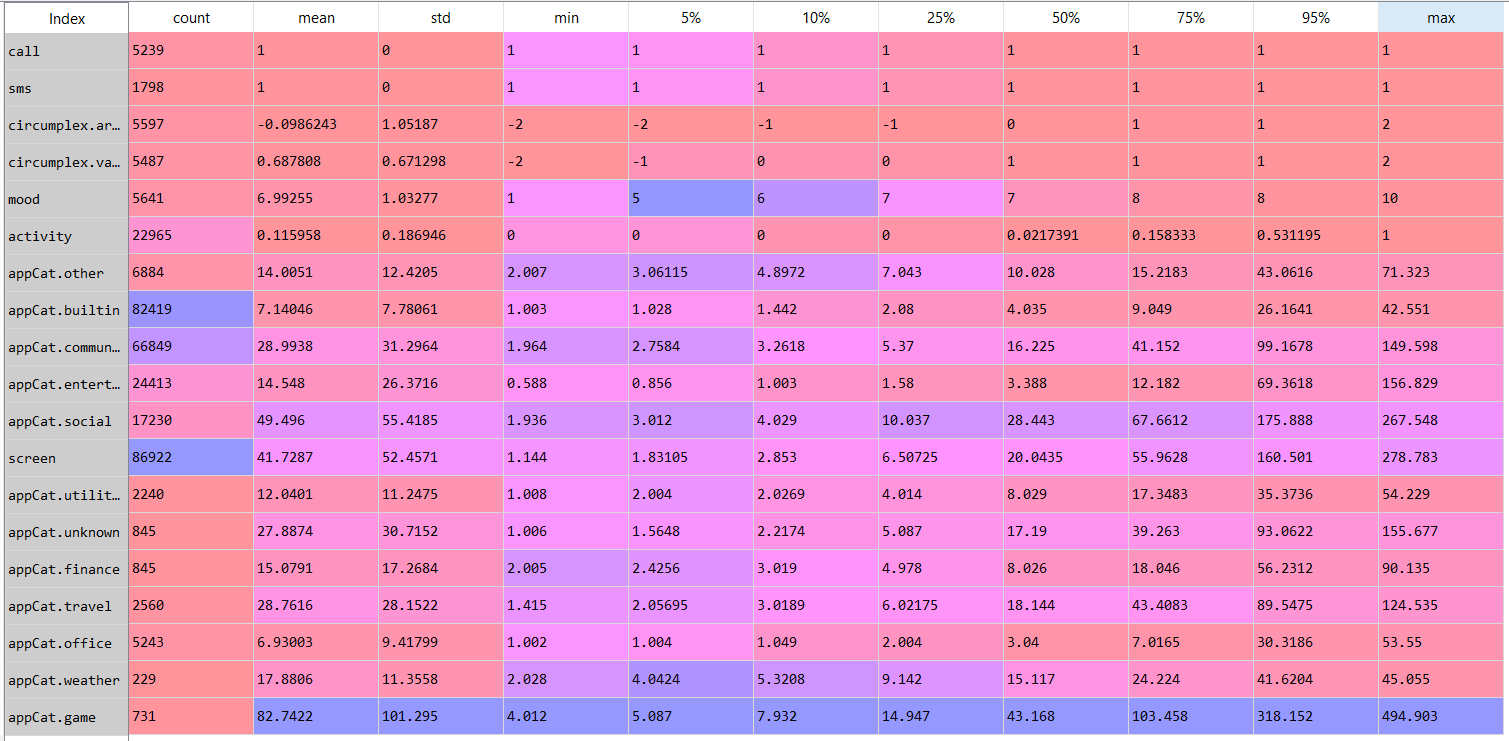 Index count mean std min 5% 10% 25% 50% 75% 95% max
call 5239 1 0 1 1 1 1 1 1 1 1
sms 1798 1 0 1 1 1 1 1 1 1 1
circumplex.ar… 5597 -0.0986243 1.05187 -2 -2 -1 -1 0 1 1 2
circumplex.va… 5487 0.687808 0.671298 -2 -1 0 0 1 1 1 2
mood 5641 6.99255 1.03277 1 5 6 7 7 8 8 10
activity 22965 0.115958 0.186946 0 0 0 0 0.0217391 0.158333 0.531195 1
appCat.other 6884 14.0051 12.4205 2.007 3.06115 4.8972 7.043 10.028 15.2183 43.0616 71.323
appCat.builtin 82419 7.14046 7.78061 1.003 1.028 1.442 2.08 4.035 9.049 26.1641 42.551
appCat.commun… 66849 28.9938 31.2964 1.964 2.7584 3.2618 5.37 16.225 41.152 99.1678 149.598
appCat.entert… 24413 14.548 26.3716 0.588 0.856 1.003 1.58 3.388 12.182 69.3618 156.829
appCat.social 17230 49.496 55.4185 1.936 3.012 4.029 10.037 28.443 67.6612 175.888 267.548
screen 86922 41.7287 52.4571 1.144 1.83105 2.853 6.50725 20.0435 55.9628 160.501 278.783
appCat.utilit… 2240 12.0401 11.2475 1.008 2.004 2.0269 4.014 8.029 17.3483 35.3736 54.229
appCat.unknown 845 27.8874 30.7152 1.006 1.5648 2.2174 5.087 17.19 39.263 93.0622 155.677
appCat.finance 845 15.0791 17.2684 2.005 2.4256 3.019 4.978 8.026 18.046 56.2312 90.135
appCat.travel 2560 28.7616 28.1522 1.415 2.05695 3.0189 6.02175 18.144 43.4083 89.5475 124.535
appCat.office 5243 6.93003 9.41799 1.002 1.004 1.049 2.004 3.04 7.0165 30.3186 53.55
appCat.weather 229 17.8806 11.3558 2.028 4.0424 5.3208 9.142 15.117 24.224 41.6204 45.055
appCat.game 731 82.7422 101.295 4.012 5.087 7.932 14.947 43.168 103.458 318.152 494.903